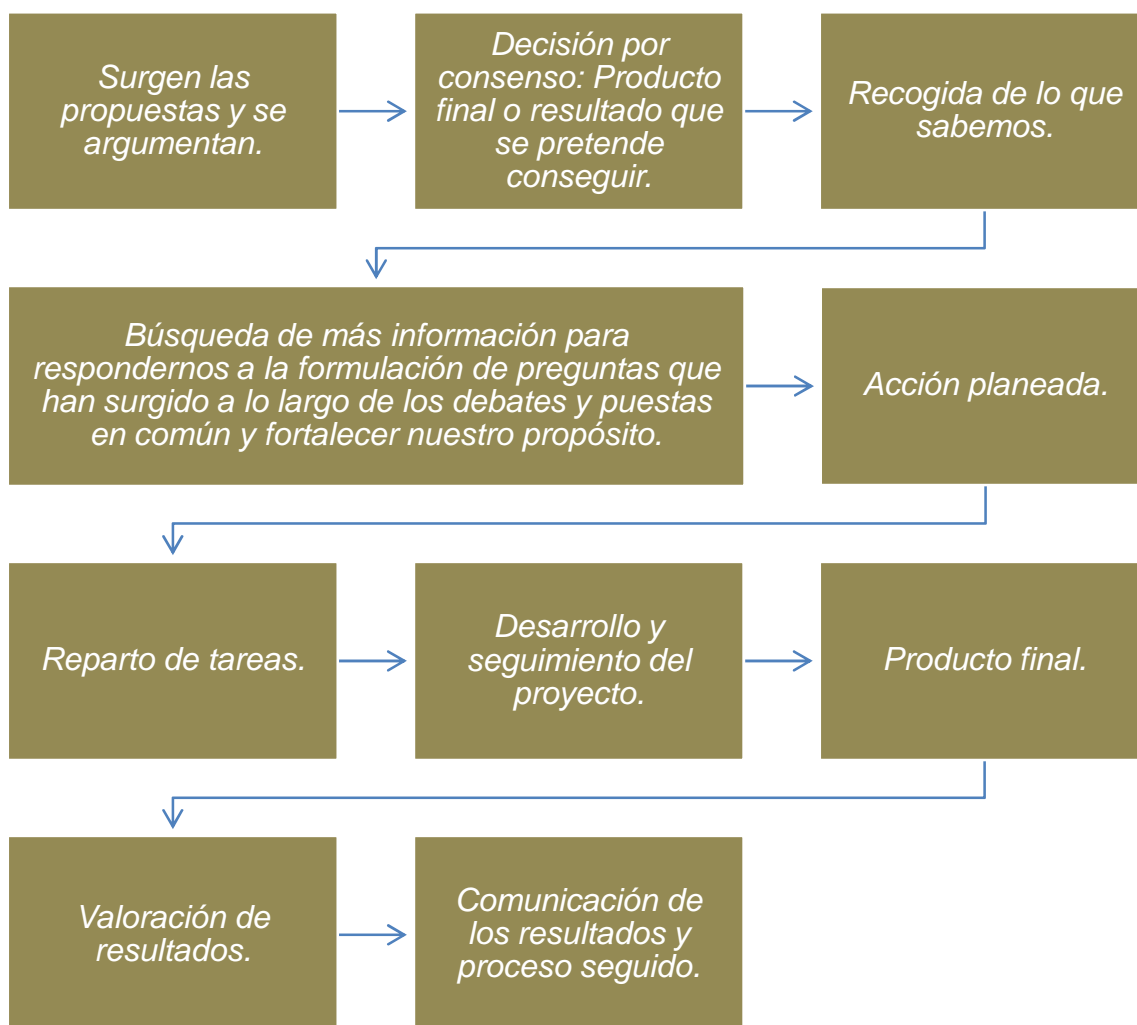 Surgen las
propuestas y se
argumentan.
Decisión por
consenso: Producto
final o resultado que
se pretende
conseguir.
Recogida de lo que
sabemos.
Búsqueda de más información para
respondernos a la formulación de preguntas que
han surgido a lo largo de los debates y puestas
en común y fortalecer nuestro propósito.
Acción planeada.
Reparto de tareas.
Desarrollo y
seguimiento del
proyecto.
Producto final.
Valoración de
resultados.
Comunicación de
los resultados y
proceso seguido.